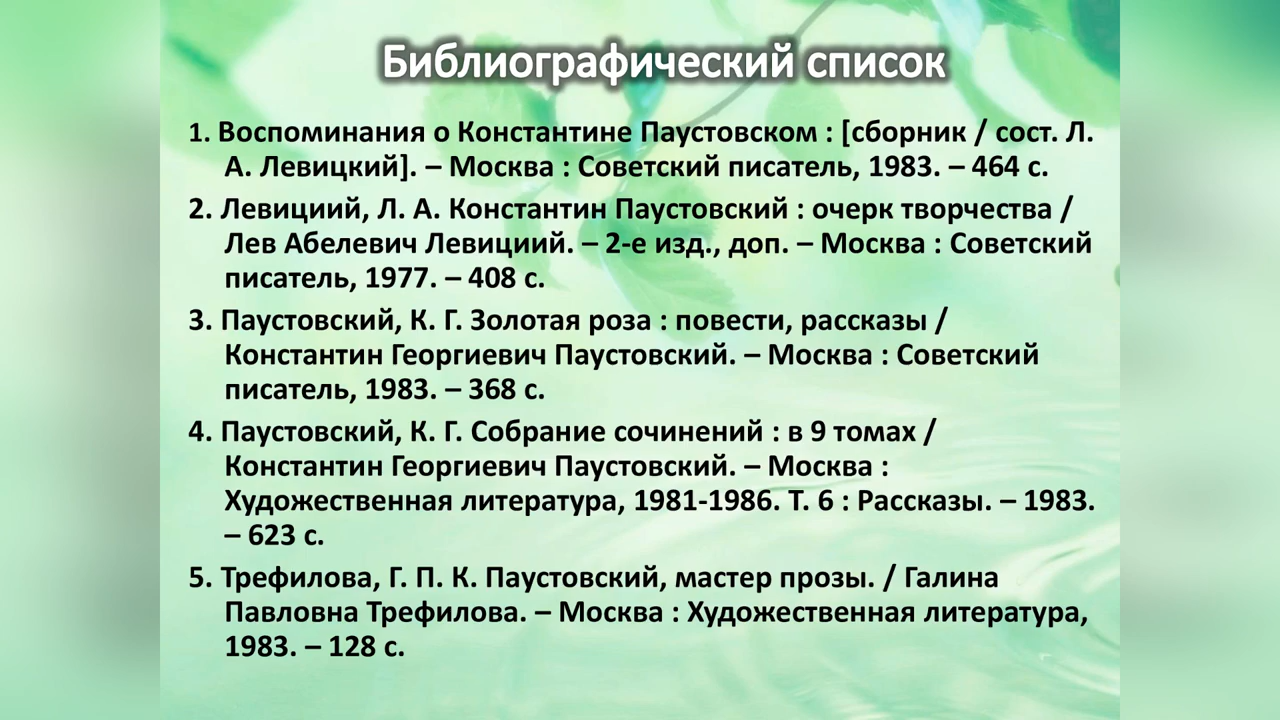 Библиографический список
1. Воспоминания о Константине Паустовском : [сборник / сост. Л.
А. Левицкий]. – Москва : Советский писатель, 1983. – 464 с.
2. Левициий, Л. А. Константин Паустовский : очерк творчества /
Лев Абелевич Левициий. – 2-е изд., доп. – Москва : Советский
писатель, 1977. – 408 с.
3. Паустовский, К. Г. Золотая роза : повести, рассказы /
Константин Георгиевич Паустовский. – Москва : Советский
писатель, 1983. – 368 с.
4. Паустовский, К. Г. Собрание сочинений : в 9 томах /
Константин Георгиевич Паустовский. – Москва :
Художественная литература, 1981-1986. Т. 6 : Рассказы. – 1983.
– 623 с.
5. Трефилова, Г. П. К. Паустовский, мастер прозы. / Галина
Павловна Трефилова. – Москва : Художественная литература,
1983. – 128 с.